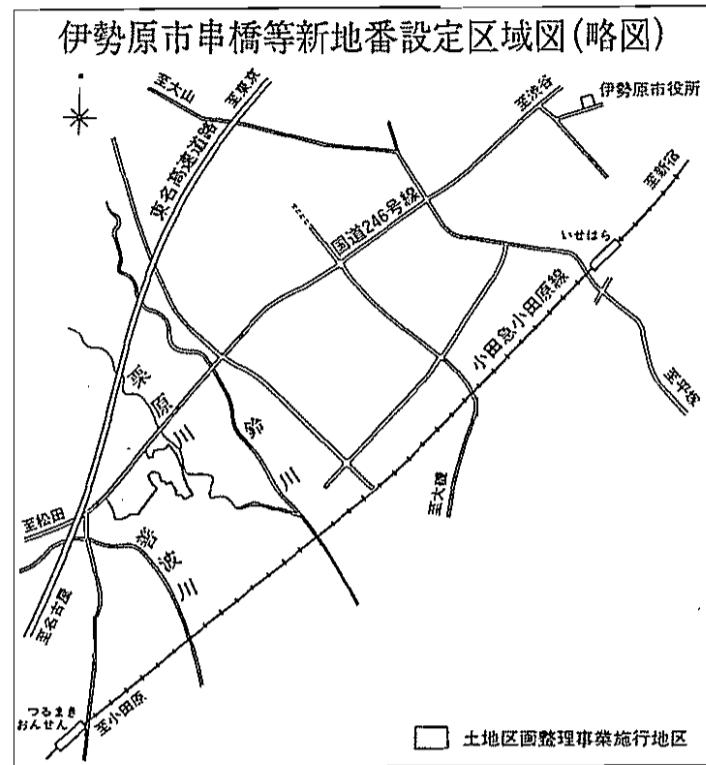 伊勢原市串橋等新地番設定区域図(略図)
至大山
至東京
至渋谷
伊勢原市役所
東名高速道路
至新宿
国道246号線
いせはら
小田急小田原線
至平塚
栗原川
鈴川
至大磯
至松田
善波川
至名古屋
つるまき
おんせん
至小田原
土地区画整理事業施行地区